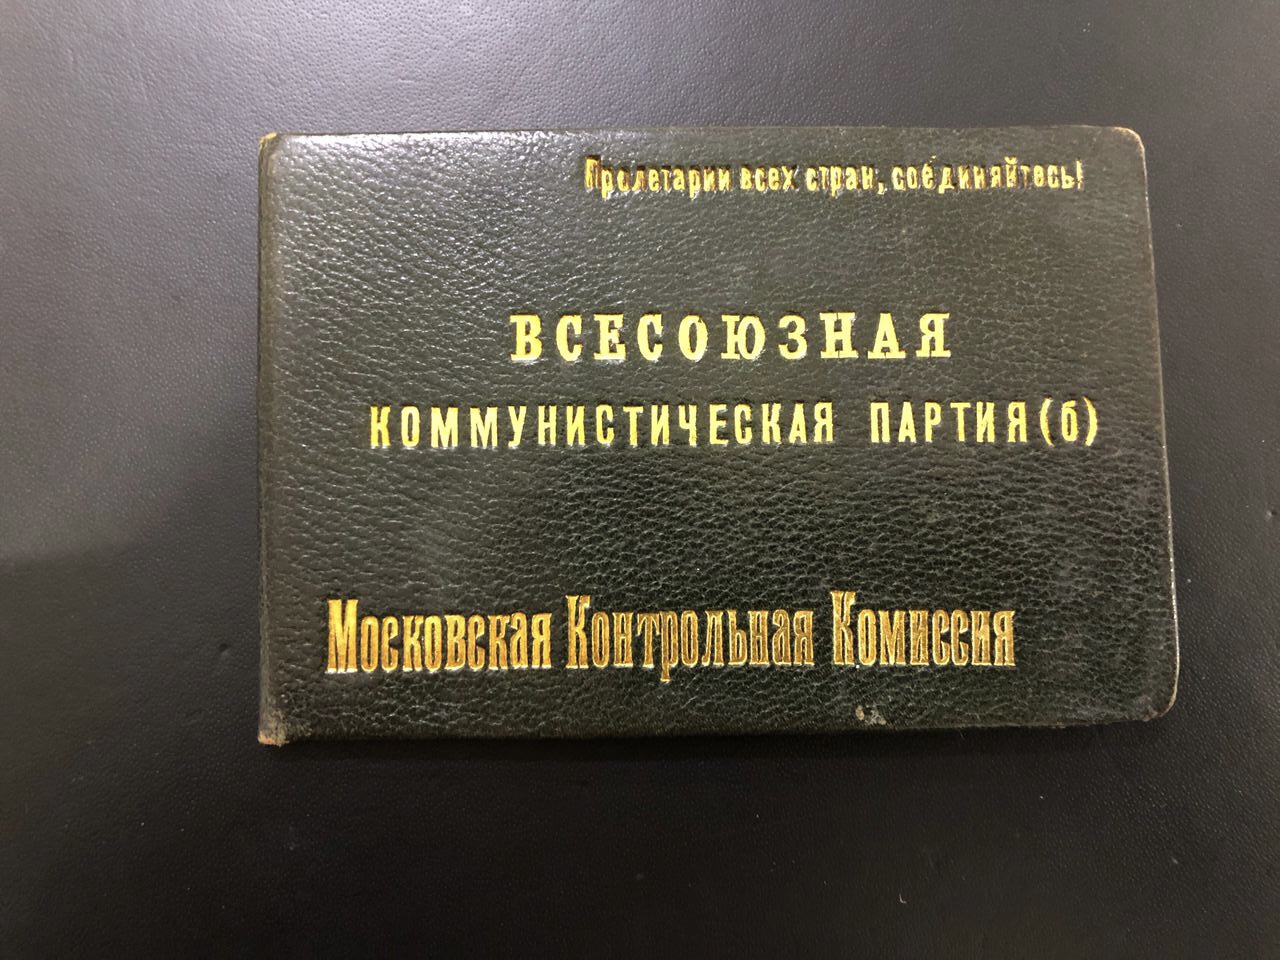 Пролетарии всех стран, соединяйтесь!
ВСЕСОЮЗНАЯ
КОММУНИСТИЧЕСКАЯ ПАРТИЯ (б)
Московская Контрольная Комиссия